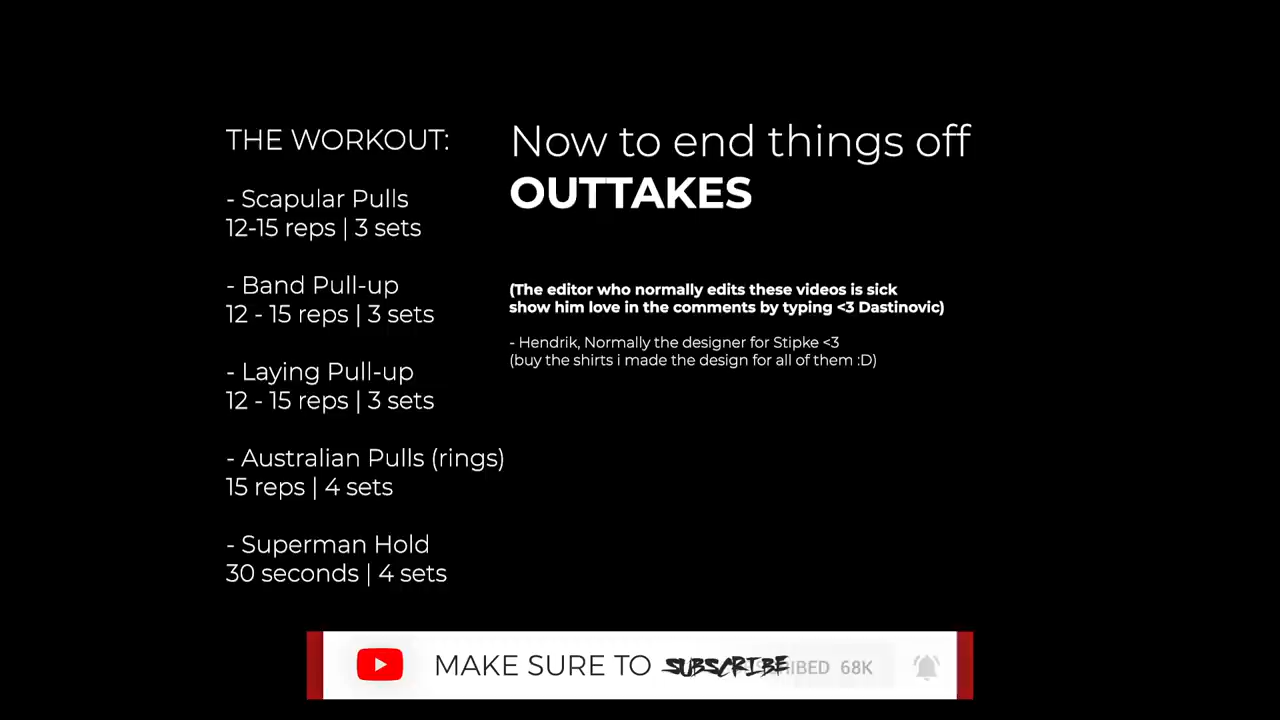 THE WORKOUT:
- Scapular Pulls
12-15 reps | 3 sets
- Band Pull-up
12 - 15 reps | 3 sets
- Laying Pull-up
12 - 15 reps | 3 sets
- Australian Pulls (rings)
15 reps | 4 sets
- Superman Hold
30 seconds | 4 sets
Now to end things off
OUTTAKES
(The editor who normally edits these videos is sick
show him love in the comments by typing <3 Dastinovic)
- Hendrik, Normally the designer for Stipke <3
(buy the shirts i made the design for all of them :D)
MAKE SURE TO SUBSCRIBE 68K